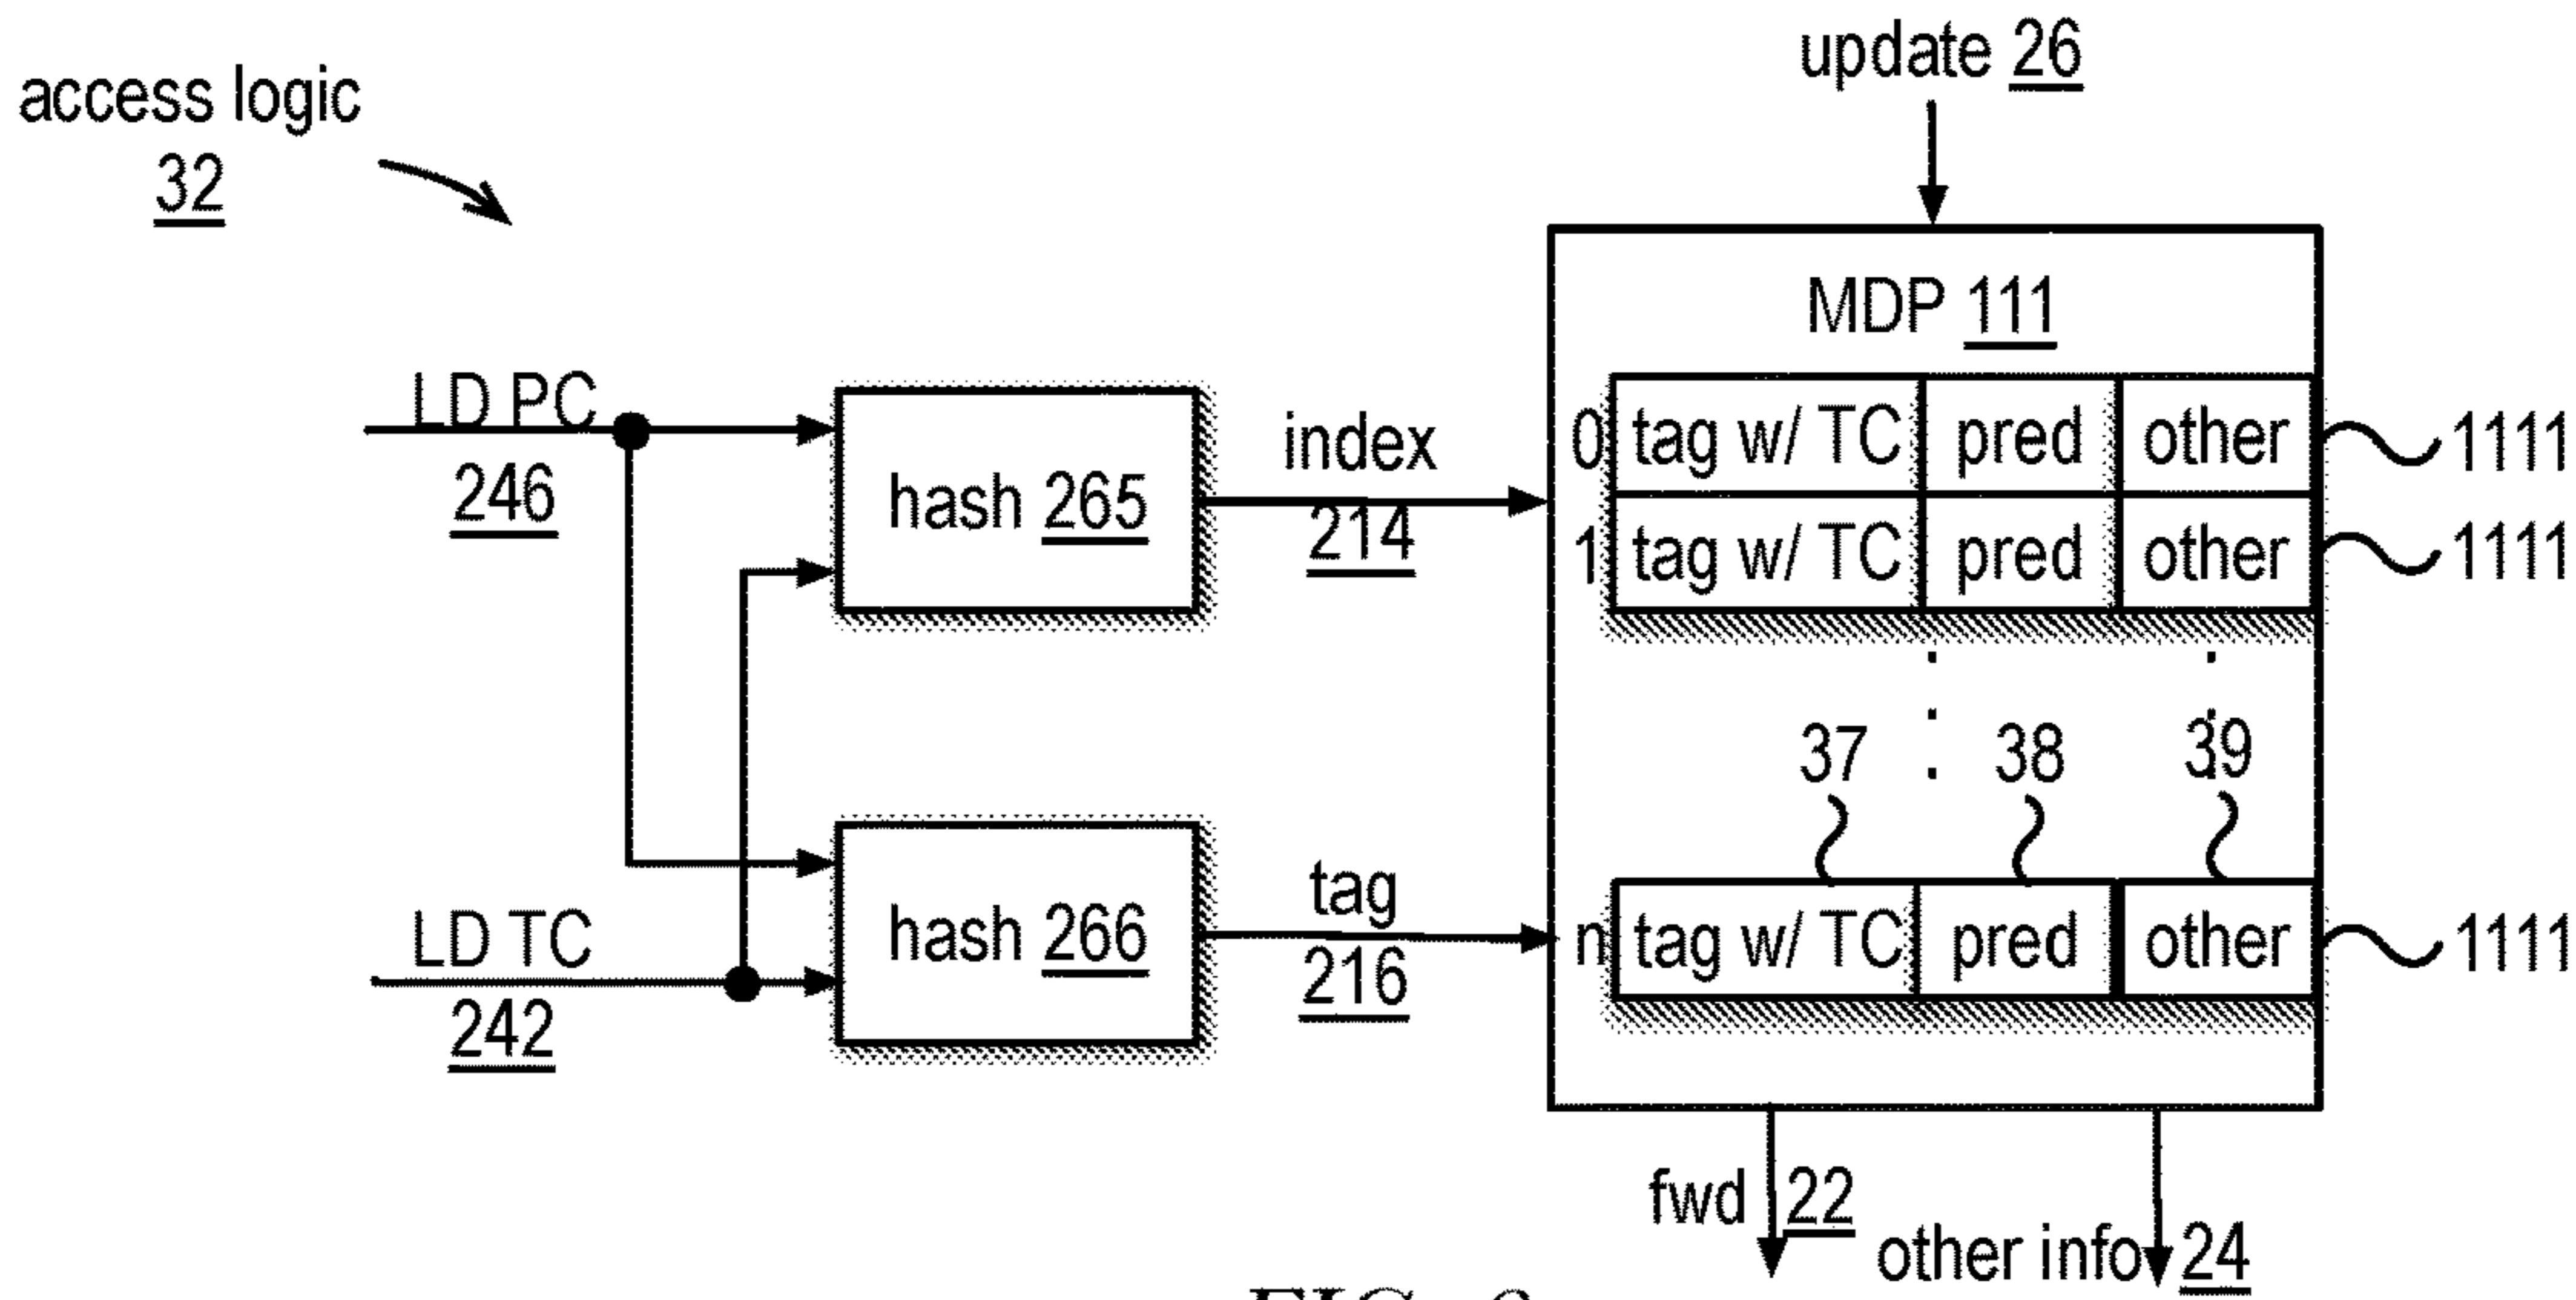 access logic
32
update 26
MDP 111
LD PC
246
hash 265
index
214
0 tag w/ TC pred other 1111
1 tag w/ TC pred other 1111
37 38 39
LD TC
242
hash 266
tag
216
n tag w/ TC pred other 1111
fwd 22
other info 24